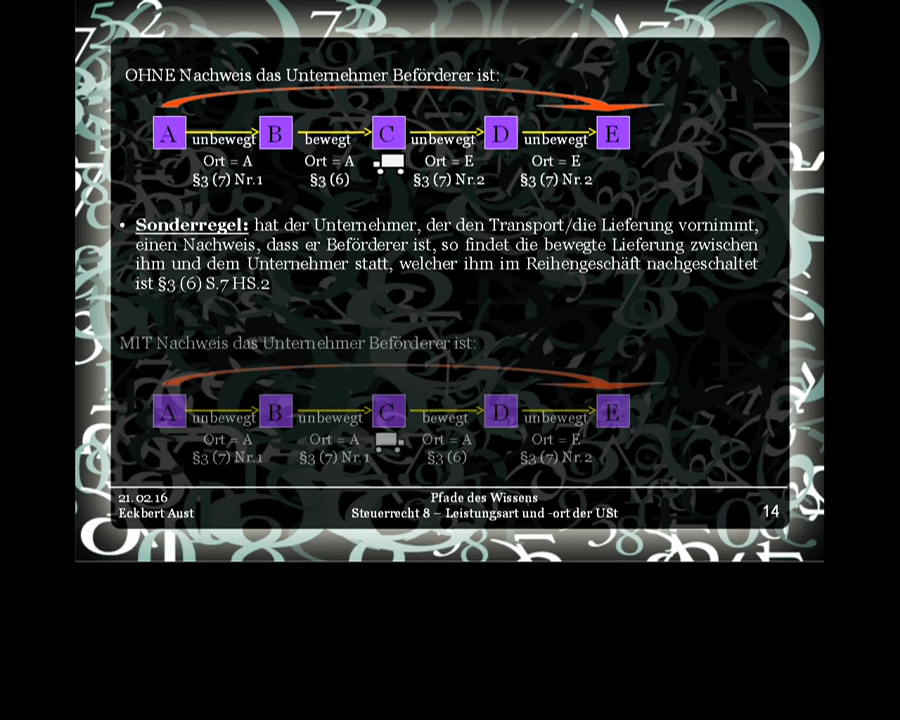 OHNE Nachweis das Unternehmer Beförderer ist:
A unbewegt B bewegt C unbewegt D unbewegt E
Ort = A Ort = A Ort = E Ort = E
§3 (7) Nr.1 §3 (6) §3 (7) Nr.2 §3 (7) Nr.2
• Sonderregel: hat der Unternehmer, der den Transport/die Lieferung vornimmt,
einen Nachweis, dass er Beförderer ist, so findet die bewegte Lieferung zwischen
ihm und dem Unternehmer statt, welcher ihm im Reihengeschäft nachgeschaltet
ist §3 (6) S.7 HS.2
MIT Nachweis das Unternehmer Beförderer ist:
A unbewegt B unbewegt C bewegt D unbewegt E
Ort = A Ort = A Ort = A Ort = E
§3 (7) Nr.1 §3 (7) Nr.1 §3 (6) §3 (7) Nr.2
21.02.16 Pfade des Wissens
Eckbert Aust Steuerrecht 8 – Leistungsart und -ort der USt 14